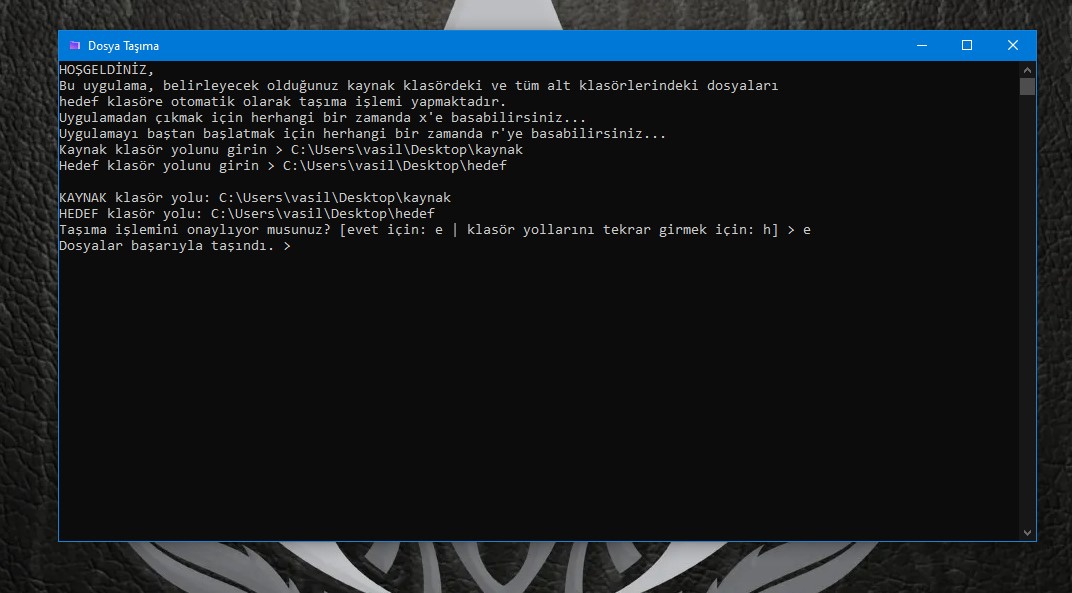 Dosya Taşıma
HOŞGELDİNİZ,
Bu uygulama, belirleyecek olduğunuz kaynak klasördeki ve tüm alt klasörlerindeki dosyaları
hedef klasöre otomatik olarak taşıma işlemi yapmaktadır.
Uygulamadan çıkmak için herhangi bir zamanda x'e basabilirsiniz...
Uygulamayı baştan başlatmak için herhangi bir zamanda r'ye basabilirsiniz...
Kaynak klasör yolunu girin > C:\Users\vasil\Desktop\kaynak
Hedef klasör yolunu girin > C:\Users\vasil\Desktop\hedef
KAYNAK klasör yolu: C:\Users\vasil\Desktop\kaynak
HEDEF klasör yolu: C:\Users\vasil\Desktop\hedef
Taşıma işlemini onaylıyor musunuz? [evet için: e | klasör yollarını tekrar girmek için: h] > e
Dosyalar başarıyla taşındı. >